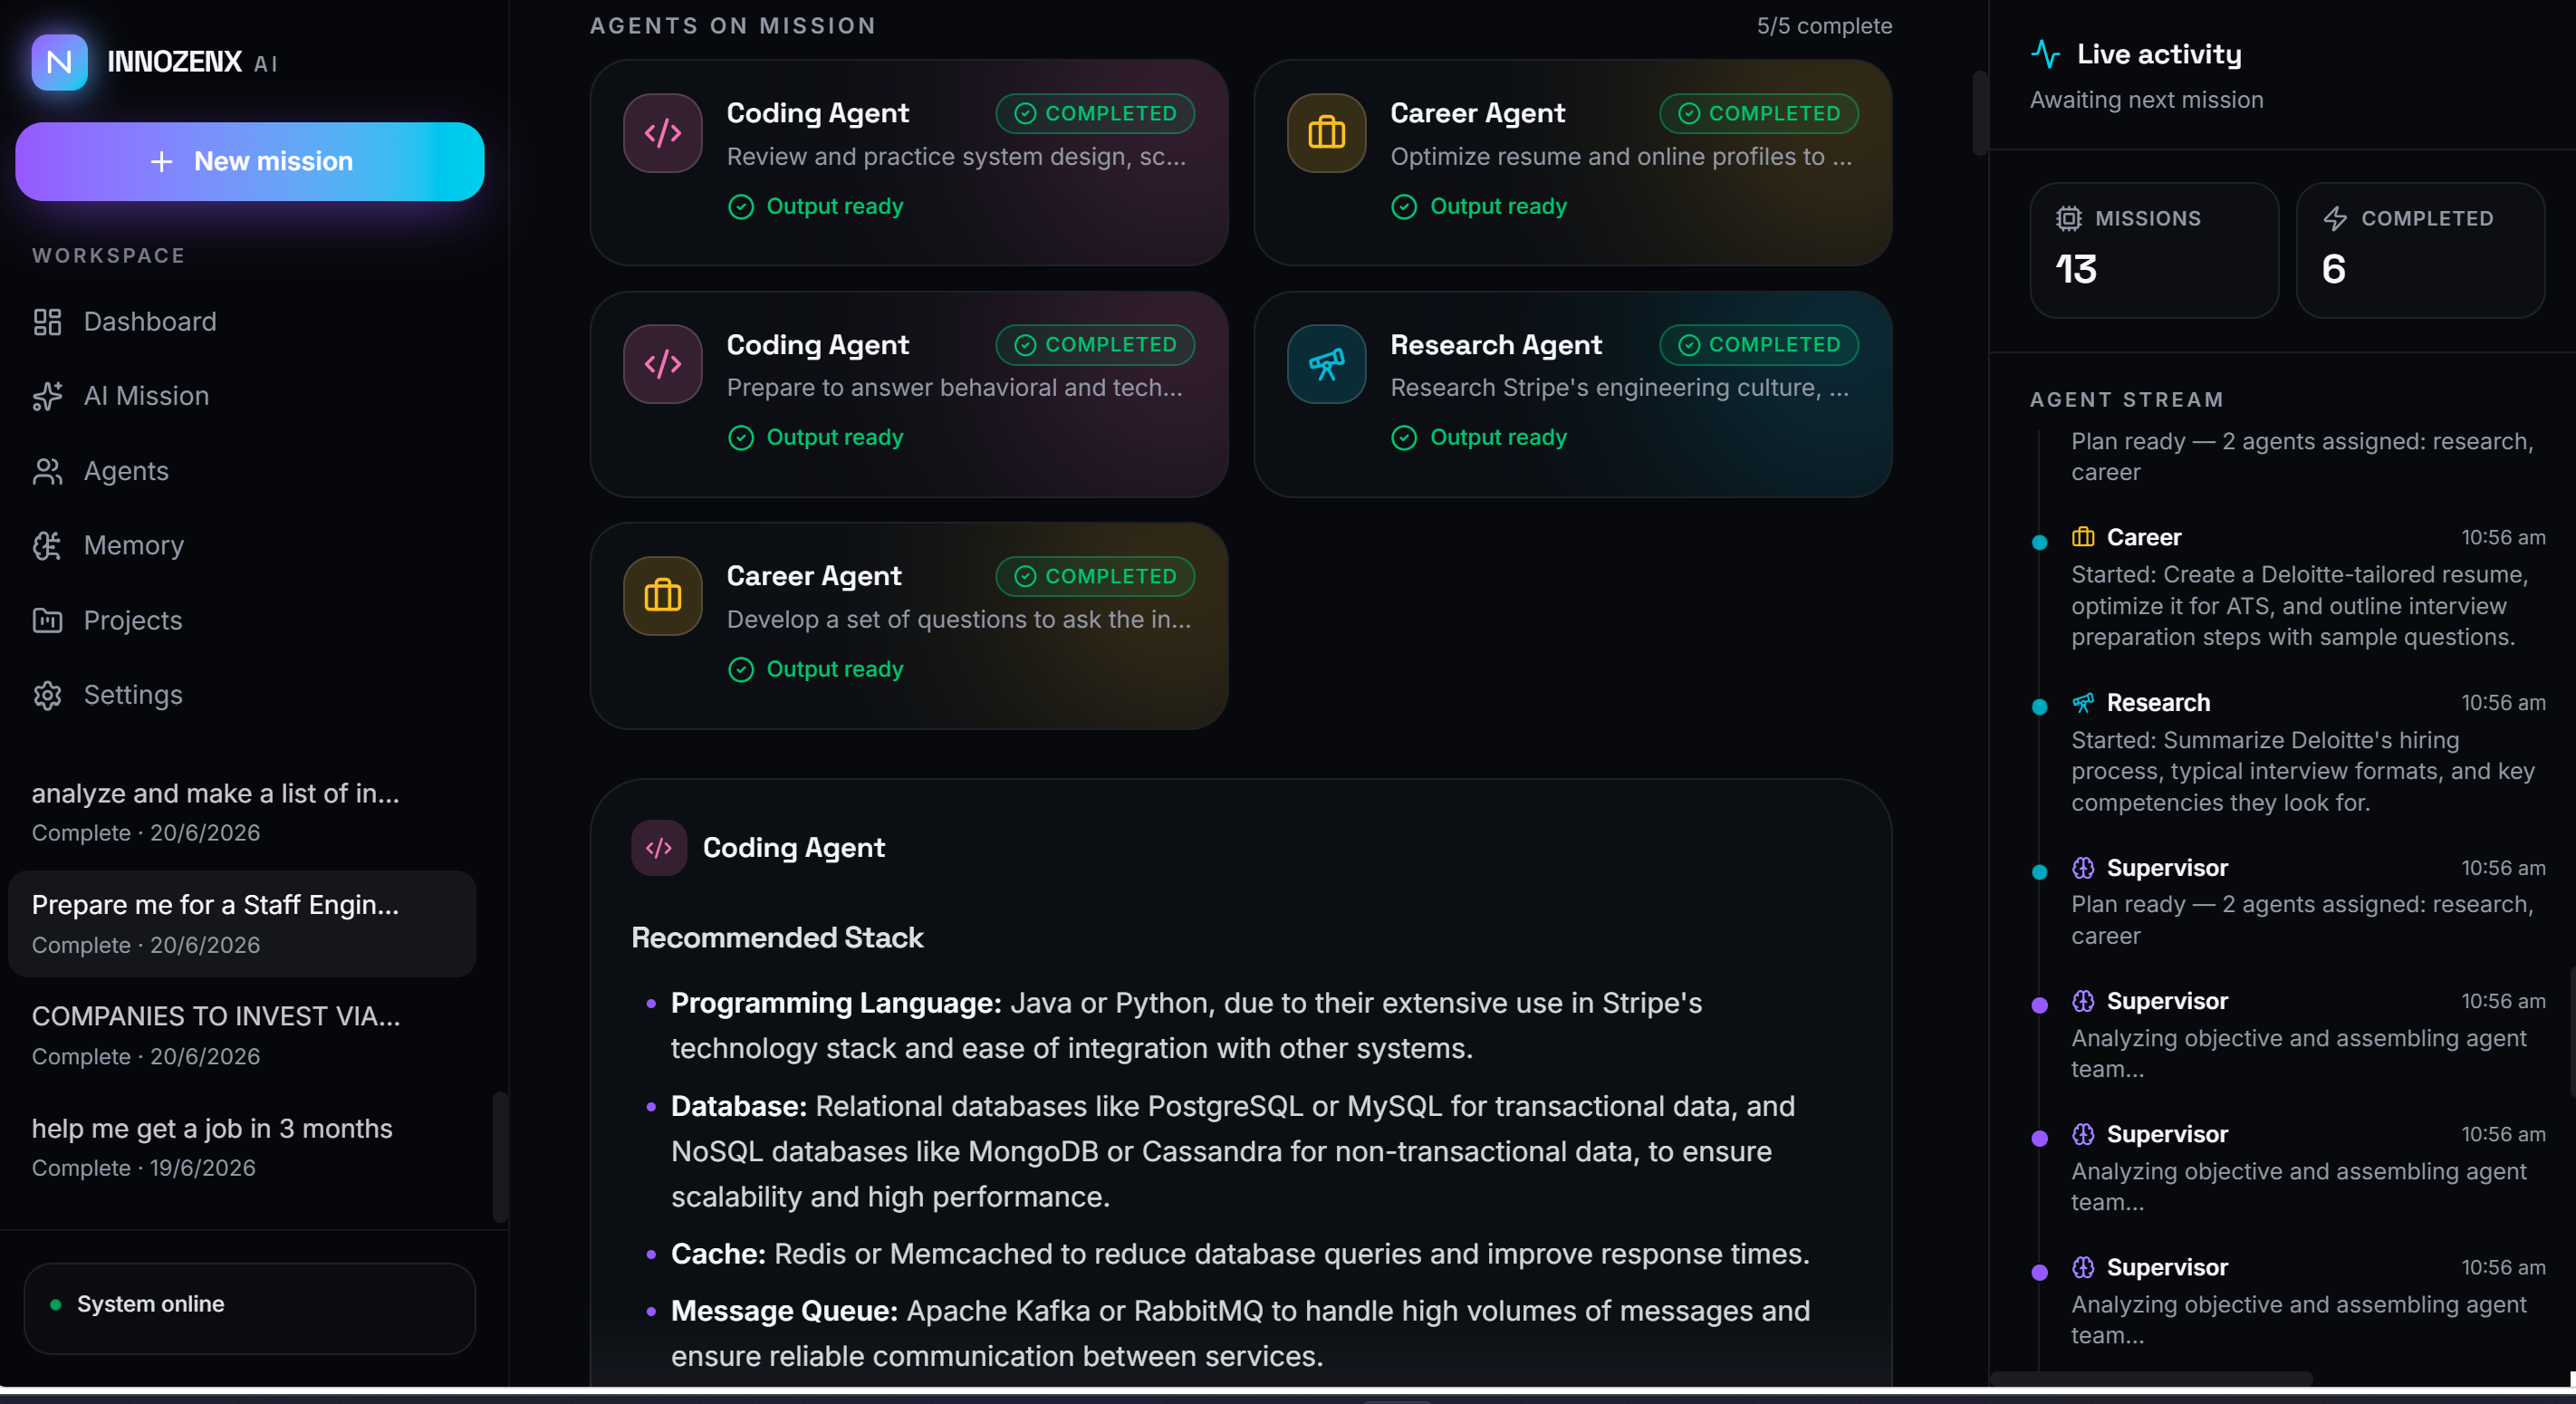 INNOZENX AI
New mission
WORKSPACE
Dashboard
AI Mission
Agents
Memory
Projects
Settings
analyze and make a list of in...
Complete · 20/6/2026
Prepare me for a Staff Engin...
Complete · 20/6/2026
COMPANIES TO INVEST VIA...
Complete · 20/6/2026
help me get a job in 3 months
Complete · 19/6/2026
System online
AGENTS ON MISSION
5/5 complete
Coding Agent
COMPLETED
Review and practice system design, sc...
Output ready
Career Agent
COMPLETED
Optimize resume and online profiles to ...
Output ready
Coding Agent
COMPLETED
Prepare to answer behavioral and tech...
Output ready
Research Agent
COMPLETED
Research Stripe's engineering culture, ...
Output ready
Career Agent
COMPLETED
Develop a set of questions to ask the in...
Output ready
Coding Agent
Recommended Stack
• Programming Language: Java or Python, due to their extensive use in Stripe's
technology stack and ease of integration with other systems.
• Database: Relational databases like PostgreSQL or MySQL for transactional data, and
NoSQL databases like MongoDB or Cassandra for non-transactional data, to ensure
scalability and high performance.
• Cache: Redis or Memcached to reduce database queries and improve response times.
• Message Queue: Apache Kafka or RabbitMQ to handle high volumes of messages and
ensure reliable communication between services.
Live activity
Awaiting next mission
MISSIONS
13
COMPLETED
6
AGENT STREAM
Plan ready — 2 agents assigned: research,
career
Career 10:56 am
Started: Create a Deloitte-tailored resume,
optimize it for ATS, and outline interview
preparation steps with sample questions.
Research 10:56 am
Started: Summarize Deloitte's hiring
process, typical interview formats, and key
competencies they look for.
Supervisor 10:56 am
Plan ready — 2 agents assigned: research,
career
Supervisor 10:56 am
Analyzing objective and assembling agent
team...
Supervisor 10:56 am
Analyzing objective and assembling agent
team...
Supervisor 10:56 am
Analyzing objective and assembling agent
team...